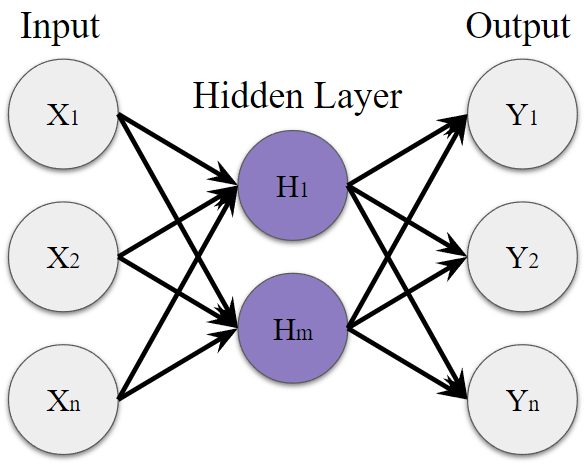 Input
Output
Hidden Layer
X1
Y1
H1
X2
Y2
Hm
Xn
Yn